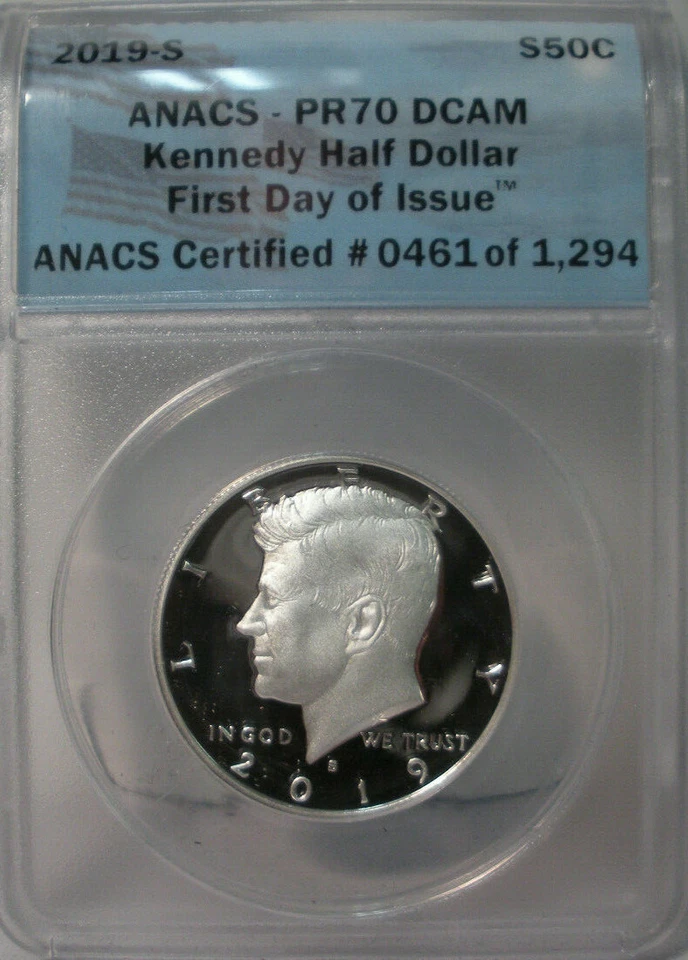 2019-S S50C
ANACS - PR70 DCAM
Kennedy Half Dollar
First Day of Issue™
ANACS Certified # 0461 of 1,294
LIBERTY
IN GOD WE TRUST
S
2019